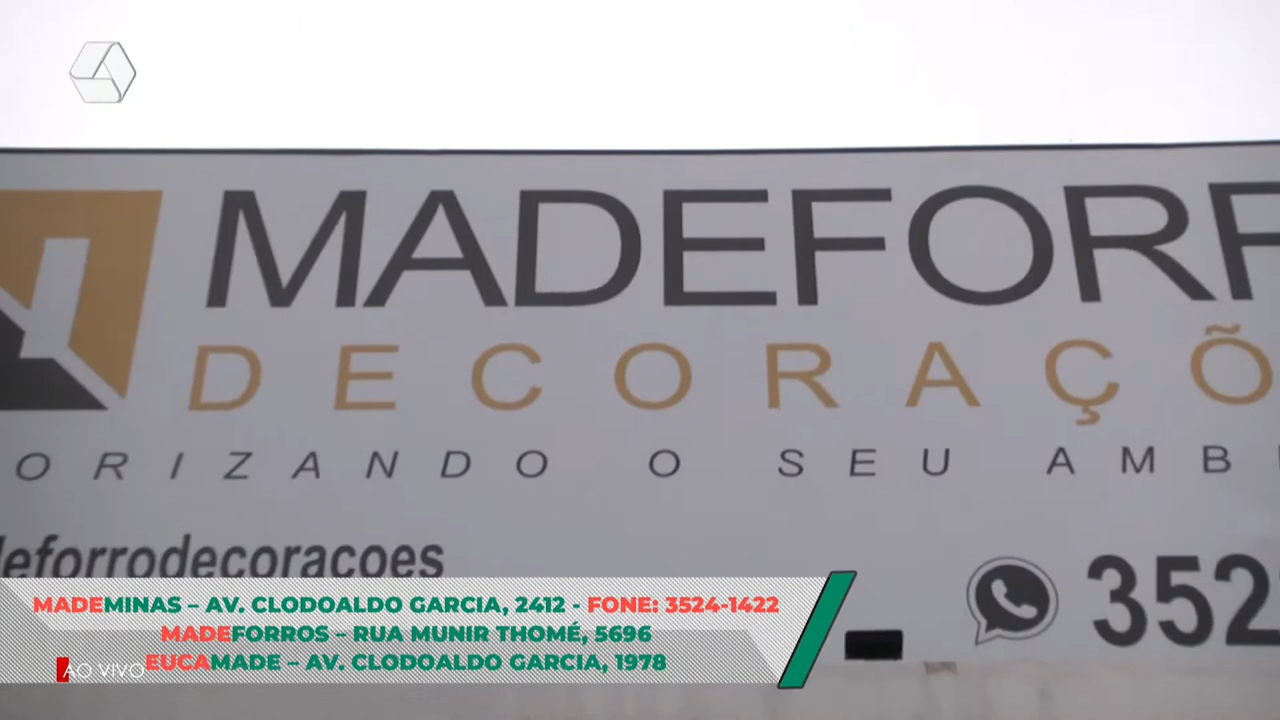 MADEFORR
DECORAÇÕ
ORIZANDO O SEU AMB
deforrodecoracoes
352
MADEMINAS – AV. CLODOALDO GARCIA, 2412 - FONE: 3524-1422
MADEFORROS – RUA MUNIR THOMÉ, 5696
EUCAMADE – AV. CLODOALDO GARCIA, 1978
AO VIVO